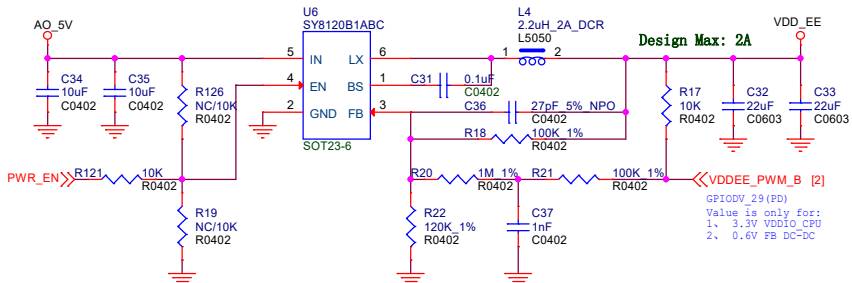 U6
SY8120B1ABC
L4
2.2uH_2A_DCR
L5050
AO_5V
Design Max: 2A
VDD_EE
5 IN LX 6
4 EN BS 1
2 GND FB 3
SOT23-6
1 2
C34
10uF
C0402
C35
10uF
C0402
R126
NC/10K
R0402
C31 0.1uF
C0402
C36 27pF_5%_NPO
C0402
R18 100K_1%
R0402
R17
10K
R0402
C32
22uF
C0603
C33
22uF
C0603
PWR_EN R121 10K
R0402
R20 1M_1%
R0402
R21 100K_1%
R0402
VDDEE_PWM_B [2]
R19
NC/10K
R0402
R22
120K_1%
R0402
C37
1nF
C0402
GPIODV_29(PD)
Value is only for:
1、 3.3V VDDIO_CPU
2、 0.6V FB DC-DC